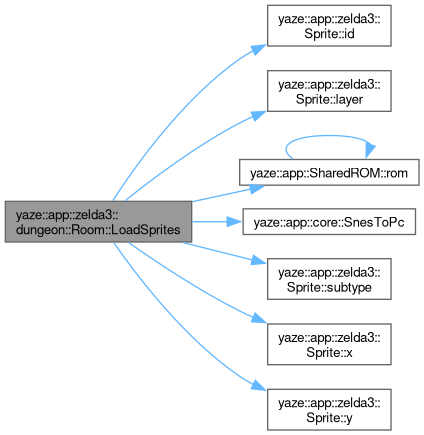 yaze::app::zelda3::
Sprite::id
yaze::app::zelda3::
Sprite::layer
yaze::app::SharedROM::rom
yaze::app::zelda3::
dungeon::Room::LoadSprites
yaze::app::core::SnesToPc
yaze::app::zelda3::
Sprite::subtype
yaze::app::zelda3::
Sprite::x
yaze::app::zelda3::
Sprite::y